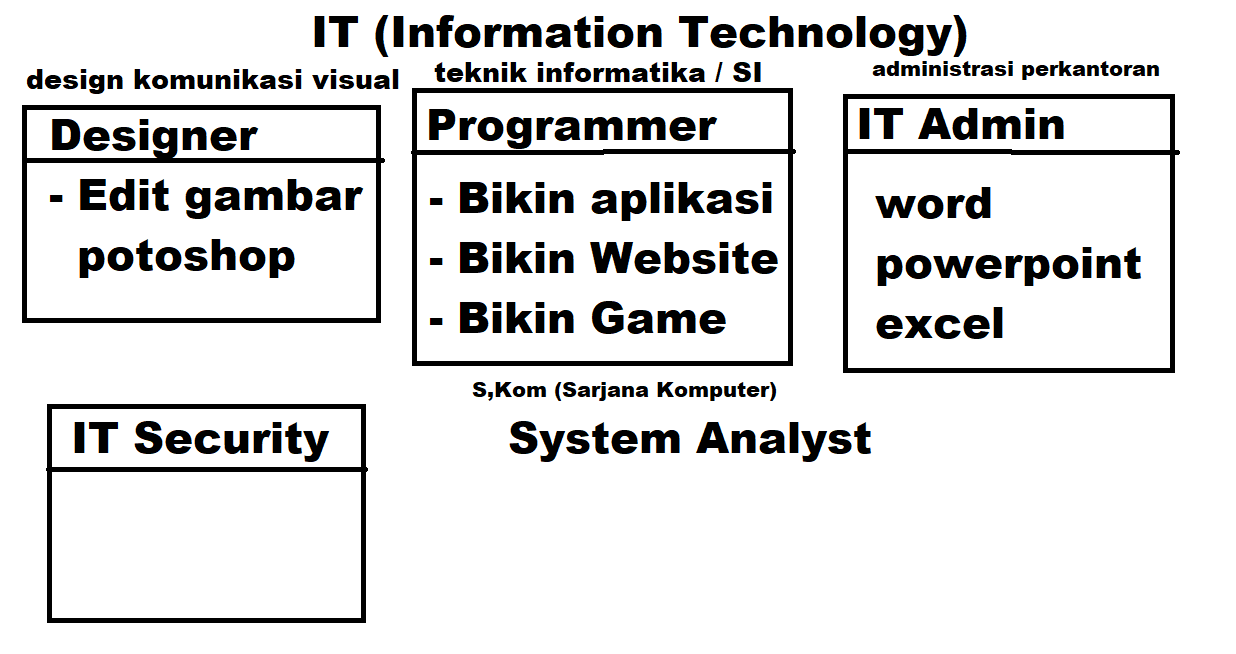 IT (Information Technology)
design komunikasi visual
Designer
- Edit gambar
potoshop
teknik informatika / SI
Programmer
- Bikin aplikasi
- Bikin Website
- Bikin Game
S,Kom (Sarjana Komputer)
administrasi perkantoran
IT Admin
word
powerpoint
excel
IT Security
System Analyst